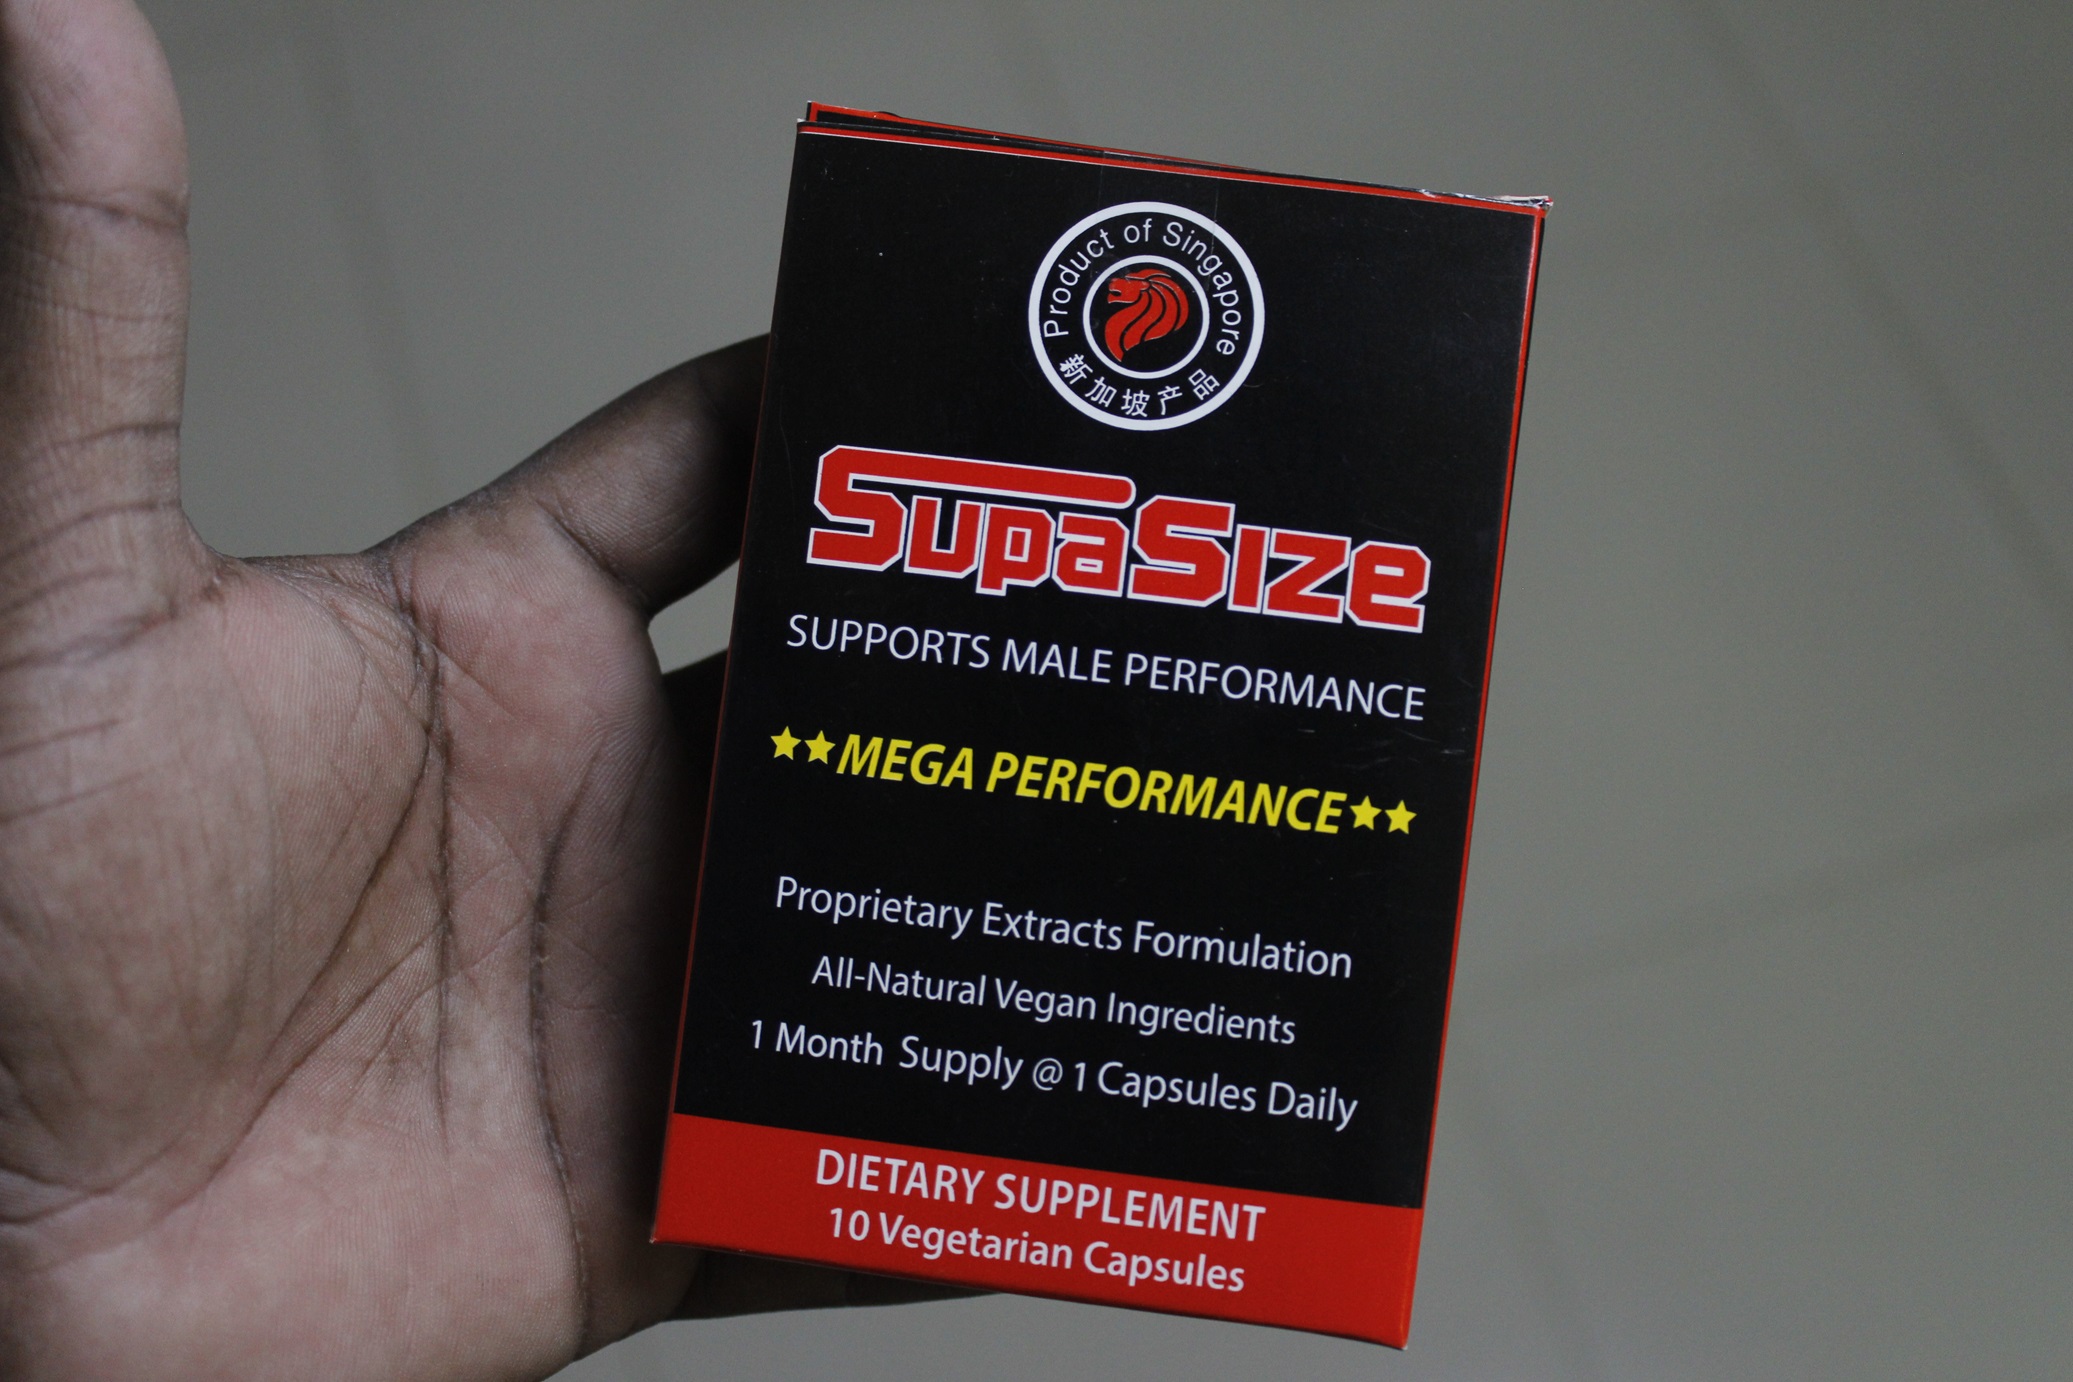 Product of Singapore
新加坡产品
SupaSize
SUPPORTS MALE PERFORMANCE
★★MEGA PERFORMANCE★★
Proprietary Extracts Formulation
All-Natural Vegan Ingredients
1 Month Supply @ 1 Capsules Daily
DIETARY SUPPLEMENT
10 Vegetarian Capsules